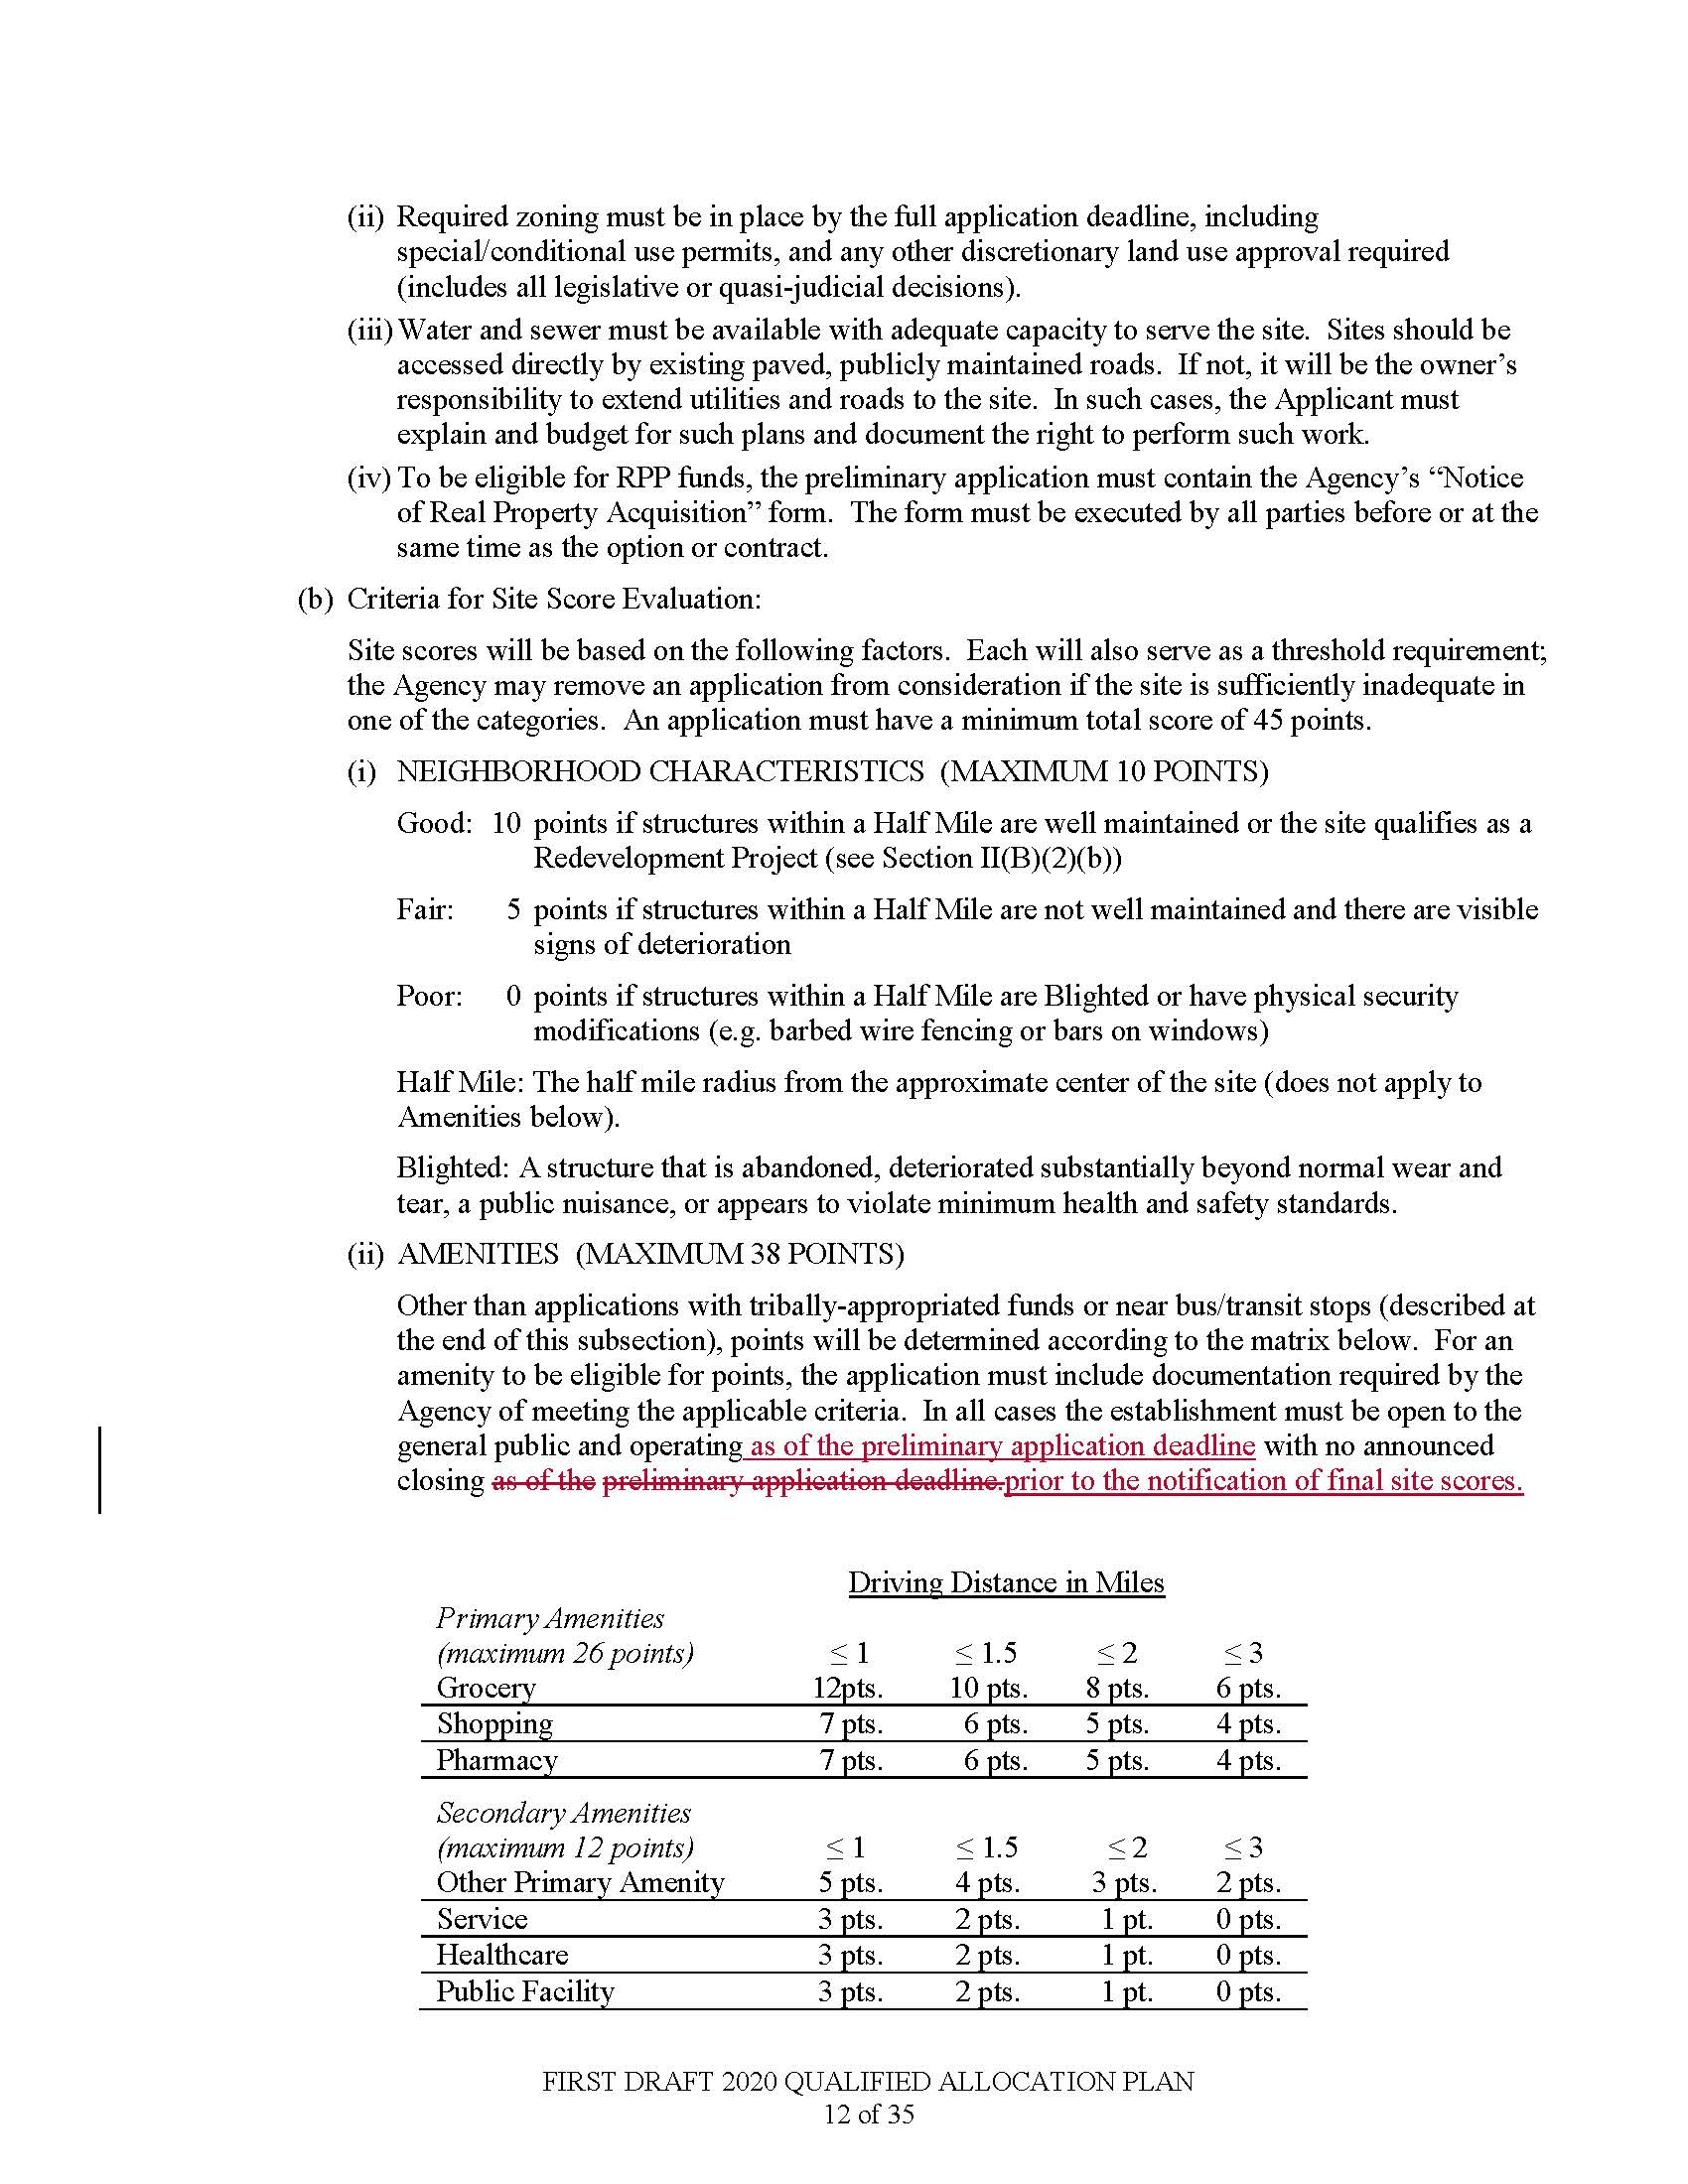 (ii) Required zoning must be in place by the full application deadline, including
special/conditional use permits, and any other discretionary land use approval required
(includes all legislative or quasi-judicial decisions).
(iii) Water and sewer must be available with adequate capacity to serve the site.  Sites should be
accessed directly by existing paved, publicly maintained roads.  If not, it will be the owner’s
responsibility to extend utilities and roads to the site.  In such cases, the Applicant must
explain and budget for such plans and document the right to perform such work.
(iv) To be eligible for RPP funds, the preliminary application must contain the Agency’s “Notice
of Real Property Acquisition” form.  The form must be executed by all parties before or at the
same time as the option or contract.
(b) Criteria for Site Score Evaluation:
Site scores will be based on the following factors.  Each will also serve as a threshold requirement;
the Agency may remove an application from consideration if the site is sufficiently inadequate in
one of the categories.  An application must have a minimum total score of 45 points.
(i) NEIGHBORHOOD CHARACTERISTICS  (MAXIMUM 10 POINTS)
Good: 10 points if structures within a Half Mile are well maintained or the site qualifies as a
Redevelopment Project (see Section II(B)(2)(b))
Fair: 5 points if structures within a Half Mile are not well maintained and there are visible
signs of deterioration
Poor: 0 points if structures within a Half Mile are Blighted or have physical security
modifications (e.g. barbed wire fencing or bars on windows)
Half Mile: The half mile radius from the approximate center of the site (does not apply to
Amenities below).
Blighted: A structure that is abandoned, deteriorated substantially beyond normal wear and
tear, a public nuisance, or appears to violate minimum health and safety standards.
(ii) AMENITIES  (MAXIMUM 38 POINTS)
Other than applications with tribally-appropriated funds or near bus/transit stops (described at
the end of this subsection), points will be determined according to the matrix below.  For an
amenity to be eligible for points, the application must include documentation required by the
Agency of meeting the applicable criteria.  In all cases the establishment must be open to the
general public and operating as of the preliminary application deadline with no announced
closing as of the preliminary application deadline.prior to the notification of final site scores.
Driving Distance in Miles
Primary Amenities
(maximum 26 points) ≤ 1 ≤ 1.5 ≤ 2 ≤ 3
Grocery 12pts. 10 pts. 8 pts. 6 pts.
Shopping 7 pts. 6 pts. 5 pts. 4 pts.
Pharmacy 7 pts. 6 pts. 5 pts. 4 pts.
Secondary Amenities
(maximum 12 points) ≤ 1 ≤ 1.5 ≤ 2 ≤ 3
Other Primary Amenity 5 pts. 4 pts. 3 pts. 2 pts.
Service 3 pts. 2 pts. 1 pt. 0 pts.
Healthcare 3 pts. 2 pts. 1 pt. 0 pts.
Public Facility 3 pts. 2 pts. 1 pt. 0 pts.
FIRST DRAFT 2020 QUALIFIED ALLOCATION PLAN
12 of 35